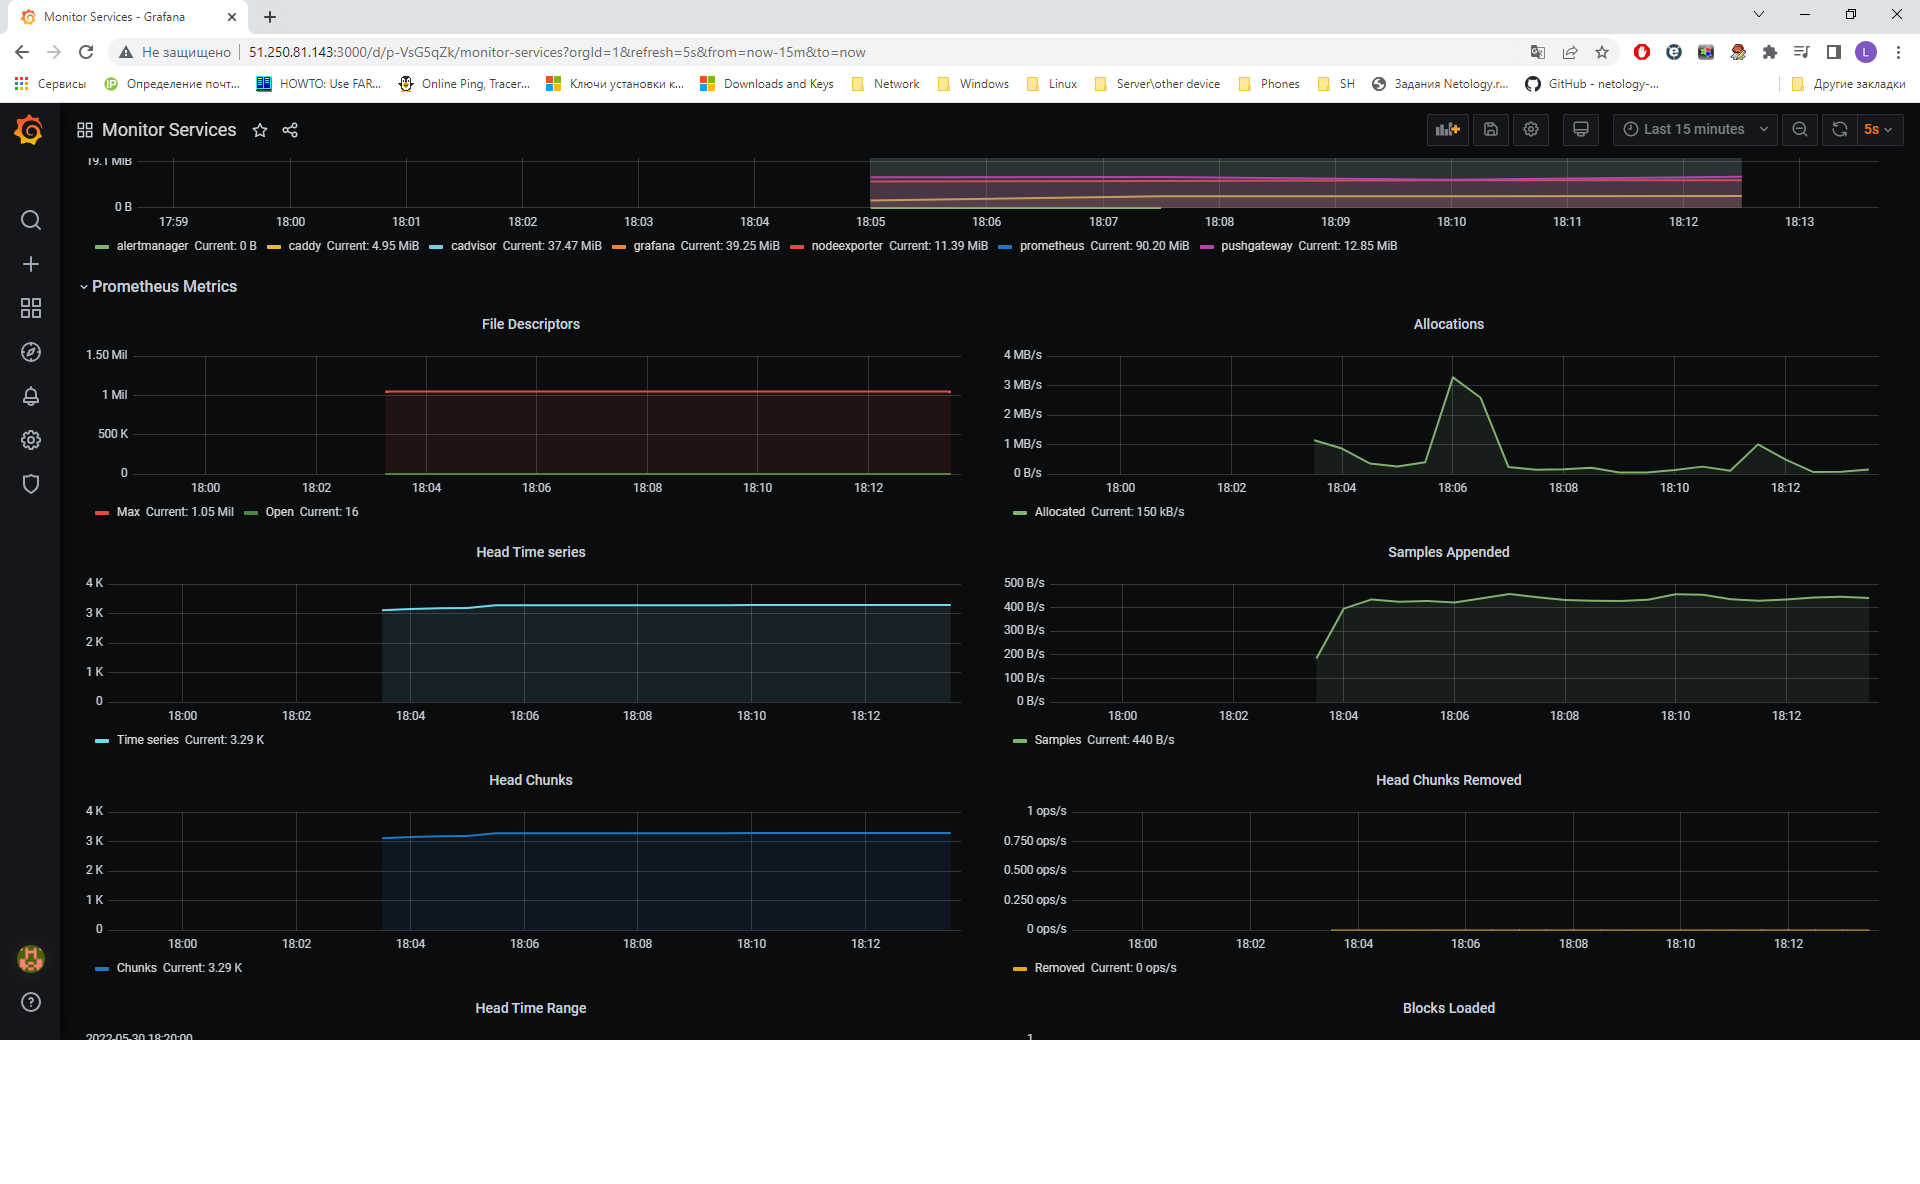 Monitor Services - Grafana
Не защищено 51.250.81.143:3000/d/p-VsG5qZk/monitor-services?orgId=1&refresh=5s&from=now-15m&to=now
L
Сервисы Определение почт... HOWTO: Use FAR... Online Ping, Tracer... Ключи установки к... Downloads and Keys Network Windows Linux Server\other device Phones SH Задания Netology.r... GitHub - netology-... Другие закладки
Monitor Services Last 15 minutes 5s
19.1 MiB
0 B
17:59 18:00 18:01 18:02 18:03 18:04 18:05 18:06 18:07 18:08 18:09 18:10 18:11 18:12 18:13
alertmanager Current: 0 B caddy Current: 4.95 MiB cadvisor Current: 37.47 MiB grafana Current: 39.25 MiB nodeexporter Current: 11.39 MiB prometheus Current: 90.20 MiB pushgateway Current: 12.85 MiB
Prometheus Metrics
File Descriptors
1.50 Mil
1 Mil
500 K
0
18:00 18:02 18:04 18:06 18:08 18:10 18:12
Max Current: 1.05 Mil Open Current: 16
Allocations
4 MB/s
3 MB/s
2 MB/s
1 MB/s
0 B/s
18:00 18:02 18:04 18:06 18:08 18:10 18:12
Allocated Current: 150 kB/s
Head Time series
4 K
3 K
2 K
1 K
0
18:00 18:02 18:04 18:06 18:08 18:10 18:12
Time series Current: 3.29 K
Samples Appended
500 B/s
400 B/s
300 B/s
200 B/s
100 B/s
0 B/s
18:00 18:02 18:04 18:06 18:08 18:10 18:12
Samples Current: 440 B/s
Head Chunks
4 K
3 K
2 K
1 K
0
18:00 18:02 18:04 18:06 18:08 18:10 18:12
Chunks Current: 3.29 K
Head Chunks Removed
1 ops/s
0.750 ops/s
0.500 ops/s
0.250 ops/s
0 ops/s
18:00 18:02 18:04 18:06 18:08 18:10 18:12
Removed Current: 0 ops/s
Head Time Range
2022-05-30 18:20:00
Blocks Loaded
1